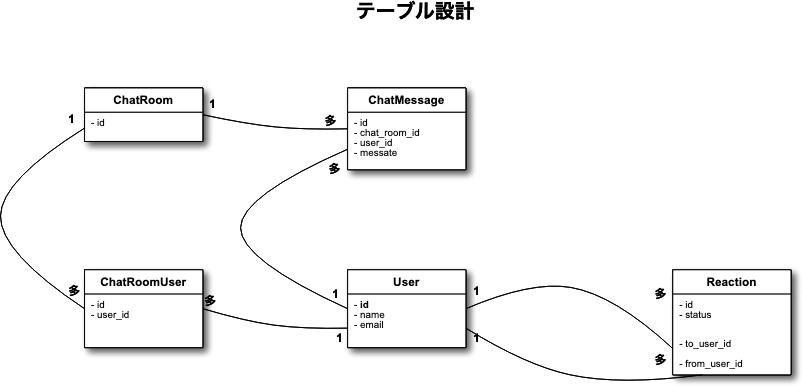 テーブル設計
ChatRoom
- id
1
1
多
ChatMessage
- id
- chat_room_id
- user_id
- messate
多
ChatRoomUser
- id
- user_id
多
多
User
- id
- name
- email
1
1
1
1
Reaction
- id
- status
- to_user_id
- from_user_id
多
多